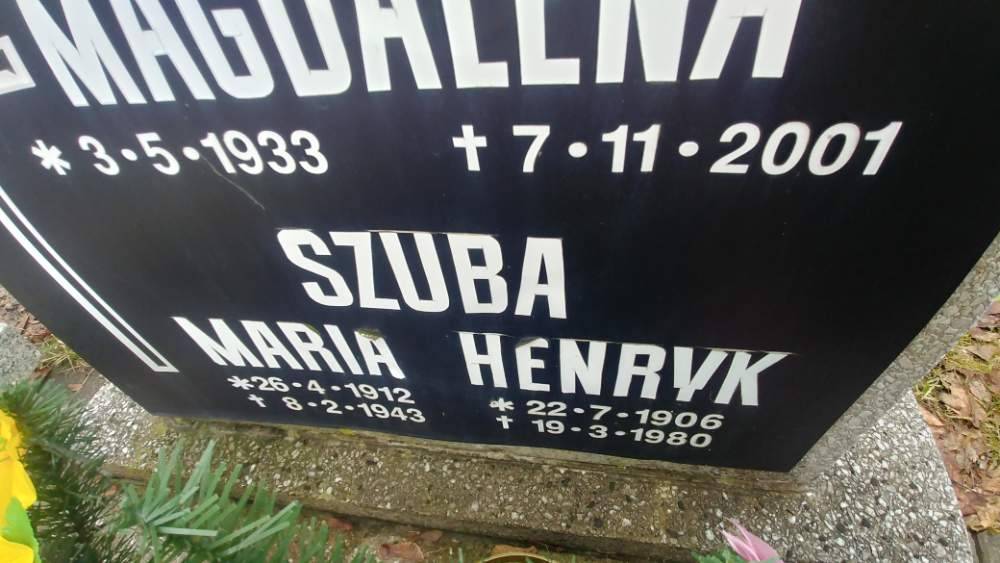 MAGDALENA
* 3·5·1933 † 7·11·2001
SZUBA
MARIA HENRYK
*26·4·1912 * 22·7·1906
† 8·2·1943 † 19·3·1980